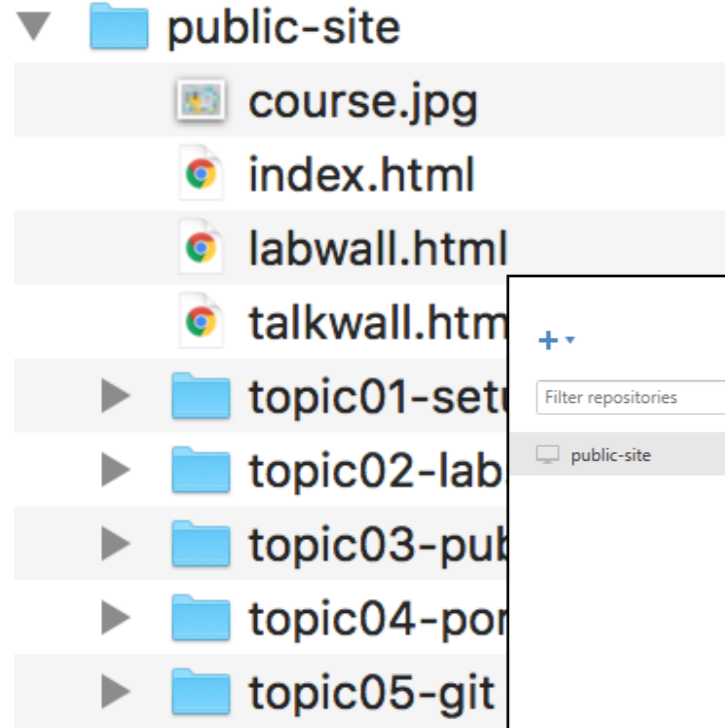 public-site
course.jpg
index.html
labwall.html
talkwall.htm
topic01-setu
topic02-lab
topic03-pub
topic04-por
topic05-git
+
Filter repositories
public-site